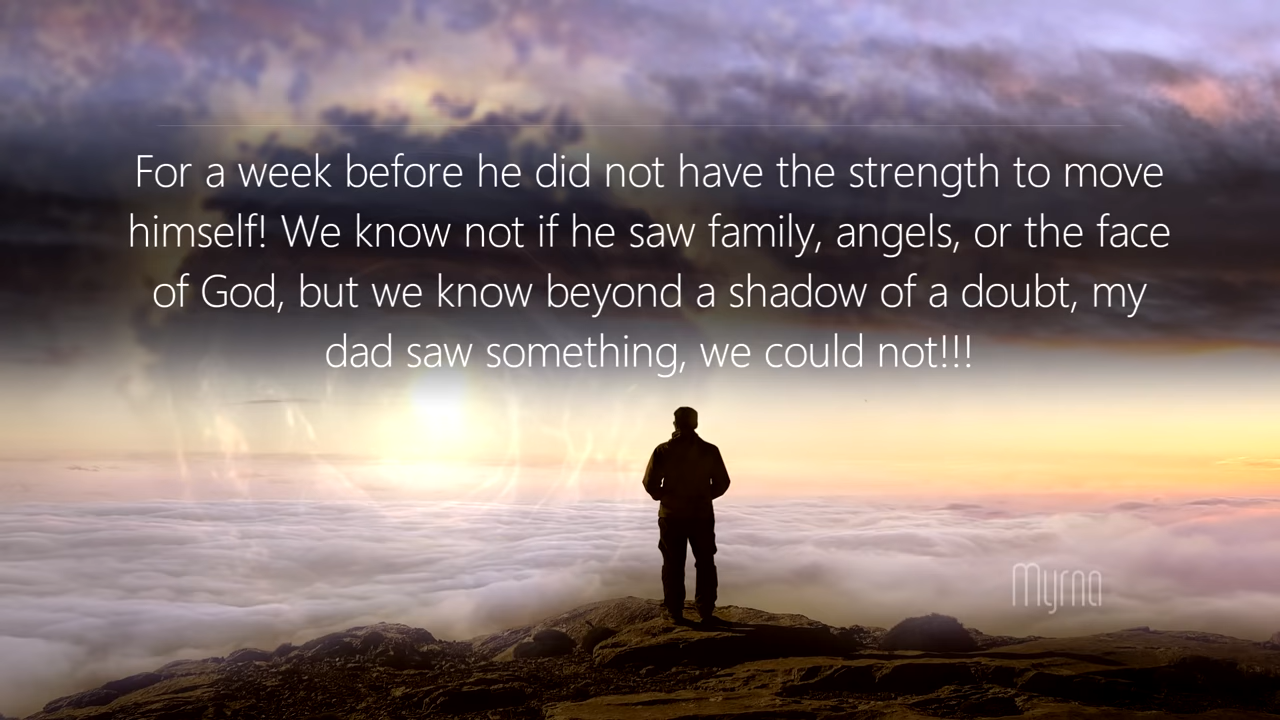 For a week before he did not have the strength to move
himself! We know not if he saw family, angels, or the face
of God, but we know beyond a shadow of a doubt, my
dad saw something, we could not!!!
Myrna